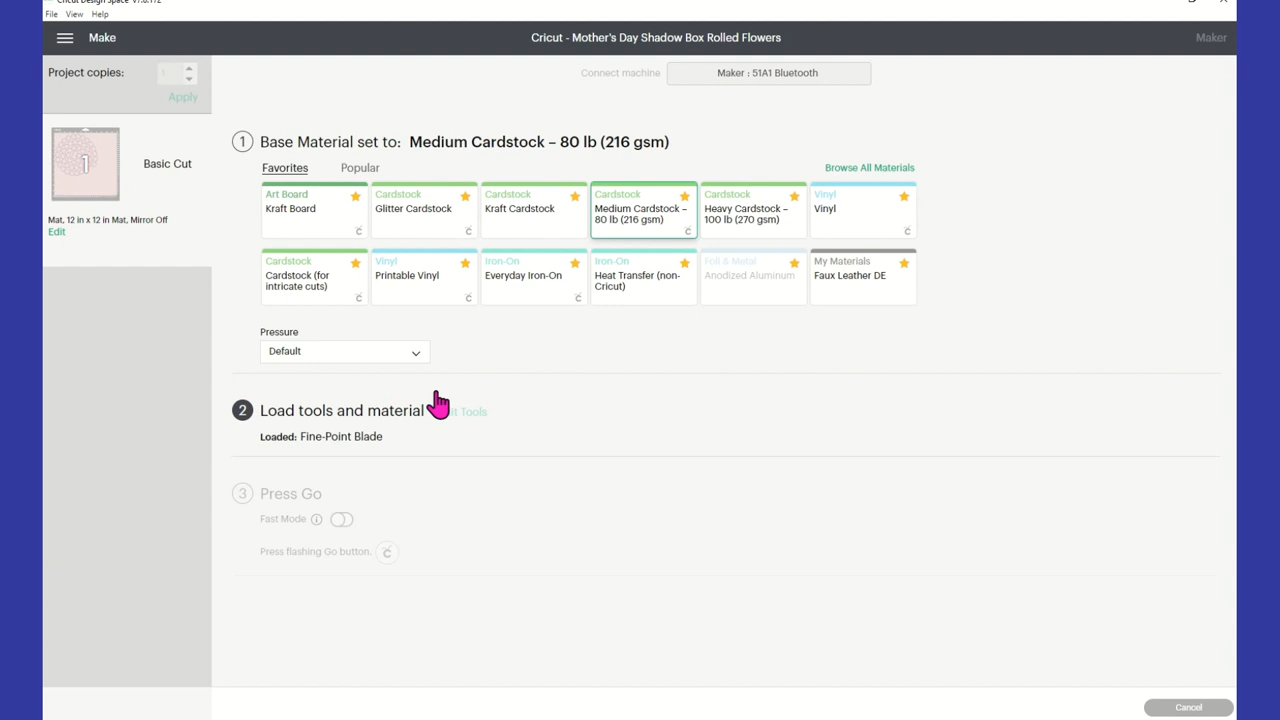 File View Help
Make
Cricut - Mother's Day Shadow Box Rolled Flowers
Maker
Project copies: 1
Apply
Connect machine
Maker : 51A1 Bluetooth
1
Basic Cut
Mat, 12 in x 12 in Mat, Mirror Off
Edit
1 Base Material set to: Medium Cardstock – 80 lb (216 gsm)
Favorites Popular Browse All Materials
Art Board
Kraft Board
Cardstock
Glitter Cardstock
Cardstock
Kraft Cardstock
Cardstock
Medium Cardstock –
80 lb (216 gsm)
Cardstock
Heavy Cardstock –
100 lb (270 gsm)
Vinyl
Vinyl
Cardstock
Cardstock (for
intricate cuts)
Vinyl
Printable Vinyl
Iron-On
Everyday Iron-On
Iron-On
Heat Transfer (non-
Cricut)
Foil & Metal
Anodized Aluminum
My Materials
Faux Leather DE
Pressure
Default
2 Load tools and material Tools
Loaded: Fine-Point Blade
3 Press Go
Fast Mode
Press flashing Go button.
Cancel